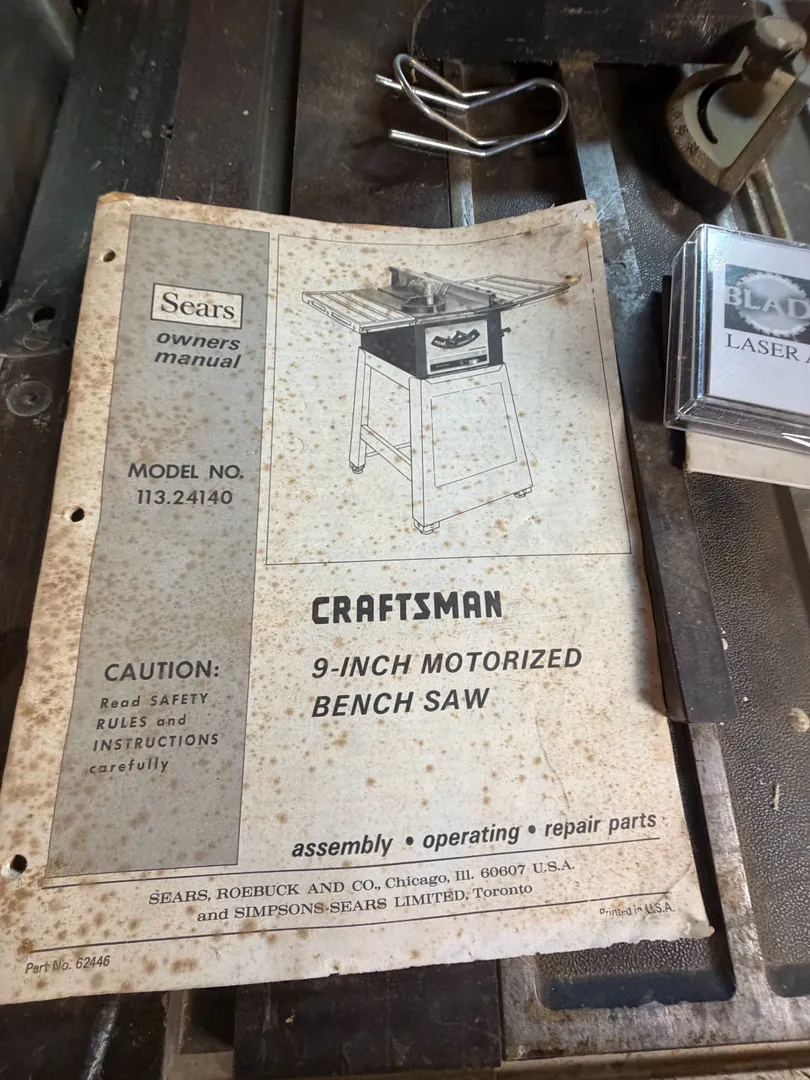 Sears
owners
manual
MODEL NO.
113.24140
CAUTION:
Read SAFETY
RULES and
INSTRUCTIONS
carefully
CRAFTSMAN
9-INCH MOTORIZED
BENCH SAW
assembly • operating • repair parts
SEARS, ROEBUCK AND CO., Chicago, Ill. 60607 U.S.A.
and SIMPSONS-SEARS LIMITED, Toronto
Printed in U.S.A.
Part No. 62446
BLAD
LASER A